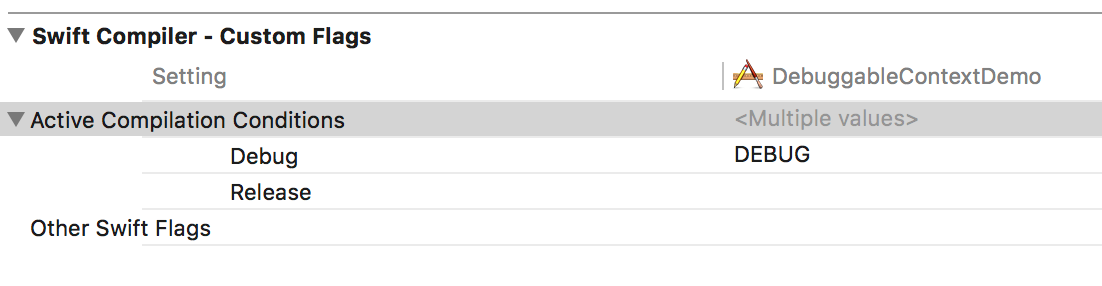 Swift Compiler - Custom Flags
Setting DebuggableContextDemo
Active Compilation Conditions <Multiple values>
Debug DEBUG
Release
Other Swift Flags